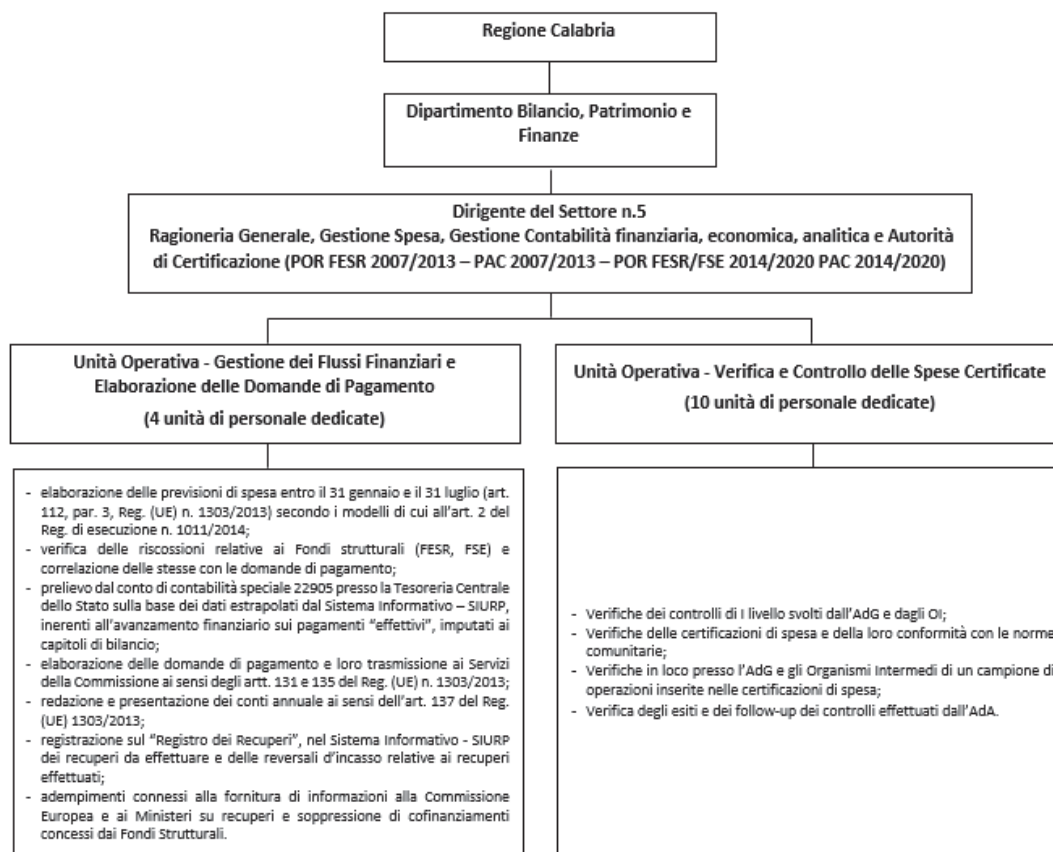 Regione Calabria
Dipartimento Bilancio, Patrimonio e
Finanze
Dirigente del Settore n.5
Ragioneria Generale, Gestione Spesa, Gestione Contabilità finanziaria, economica, analitica e Autorità
di Certificazione (POR FESR 2007/2013 – PAC 2007/2013 – POR FESR/FSE 2014/2020 PAC 2014/2020)
Unità Operativa - Gestione dei Flussi Finanziari e
Elaborazione delle Domande di Pagamento
(4 unità di personale dedicate)
Unità Operativa - Verifica e Controllo delle Spese Certificate
(10 unità di personale dedicate)
- elaborazione delle previsioni di spesa entro il 31 gennaio e il 31 luglio (art.
112, par. 3, Reg. (UE) n. 1303/2013) secondo i modelli di cui all'art. 2 del
Reg. di esecuzione n. 1011/2014;
- verifica delle riscossioni relative ai Fondi strutturali (FESR, FSE) e
correlazione delle stesse con le domande di pagamento;
- prelievo dal conto di contabilità speciale 22905 presso la Tesoreria Centrale
dello Stato sulla base dei dati estrapolati dal Sistema Informativo – SIURP,
inerenti all'avanzamento finanziario sui pagamenti "effettivi", imputati ai
capitoli di bilancio;
- elaborazione delle domande di pagamento e loro trasmissione ai Servizi
della Commissione ai sensi degli artt. 131 e 135 del Reg. (UE) n. 1303/2013;
- redazione e presentazione dei conti annuale ai sensi dell'art. 137 del Reg.
(UE) 1303/2013;
- registrazione sul "Registro dei Recuperi", nel Sistema Informativo - SIURP
dei recuperi da effettuare e delle reversali d'incasso relative ai recuperi
effettuati;
- adempimenti connessi alla fornitura di informazioni alla Commissione
Europea e ai Ministeri su recuperi e soppressione di cofinanziamenti
concessi dai Fondi Strutturali.
- Verifiche dei controlli di I livello svolti dall'AdG e dagli OI;
- Verifiche delle certificazioni di spesa e della loro conformità con le norme
comunitarie;
- Verifiche in loco presso l'AdG e gli Organismi Intermedi di un campione di
operazioni inserite nelle certificazioni di spesa;
- Verifica degli esiti e dei follow-up dei controlli effettuati dall'AdA.